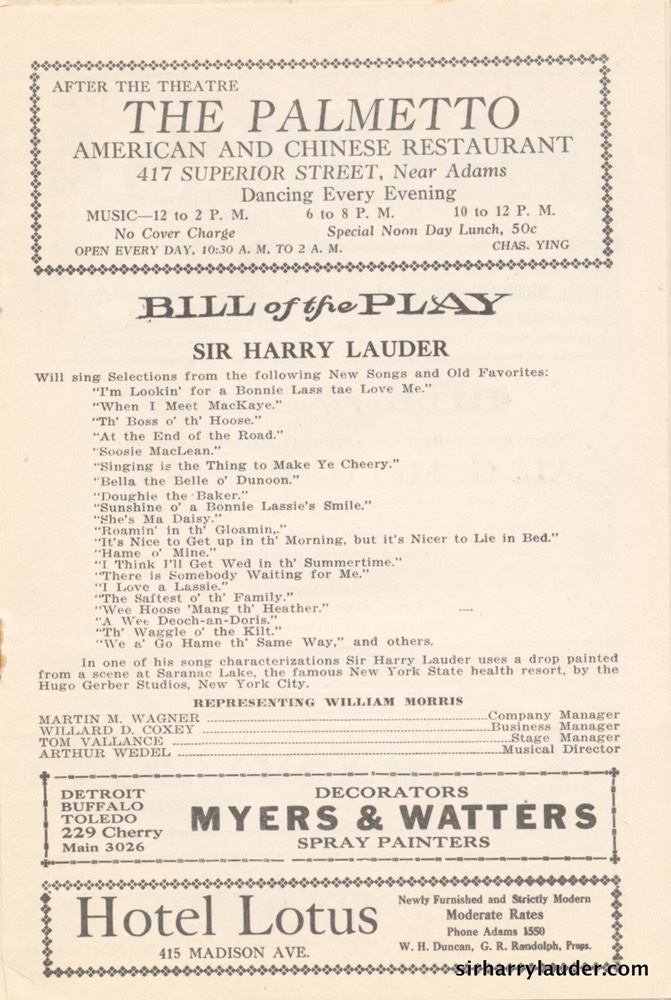 AFTER THE THEATRE
THE PALMETTO
AMERICAN AND CHINESE RESTAURANT
417 SUPERIOR STREET, Near Adams
Dancing Every Evening
MUSIC—12 to 2 P. M. 6 to 8 P. M. 10 to 12 P. M.
No Cover Charge Special Noon Day Lunch, 50c
OPEN EVERY DAY, 10:30 A. M. TO 2 A. M. CHAS. YING
BILL of the PLAY
SIR HARRY LAUDER
Will sing Selections from the following New Songs and Old Favorites:
"I'm Lookin' for a Bonnie Lass tae Love Me."
"When I Meet MacKaye."
"Th' Boss o' th' Hoose."
"At the End of the Road."
"Soosie MacLean."
"Singing is the Thing to Make Ye Cheery."
"Bella the Belle o' Dunoon."
"Doughie the Baker."
"Sunshine o' a Bonnie Lassie's Smile."
"She's Ma Daisy."
"Roamin' in th' Gloamin,."
"It's Nice to Get up in th' Morning, but it's Nicer to Lie in Bed."
"Hame o' Mine."
"I Think I'll Get Wed in th' Summertime."
"There is Somebody Waiting for Me."
"I Love a Lassie."
"The Saftest o' th' Family."
"Wee Hoose 'Mang th' Heather."
"A Wee Deoch-an-Doris."
"Th' Waggle o' the Kilt."
"We a' Go Hame th' Same Way," and others.
In one of his song characterizations Sir Harry Lauder uses a drop painted
from a scene at Saranac Lake, the famous New York State health resort, by the
Hugo Gerber Studios, New York City.
REPRESENTING WILLIAM MORRIS
MARTIN M. WAGNER ..... Company Manager
WILLARD D. COXEY ..... Business Manager
TOM VALLANCE ..... Stage Manager
ARTHUR WEDEL ..... Musical Director
DETROIT
BUFFALO
TOLEDO
229 Cherry
Main 3026
DECORATORS
MYERS & WATTERS
SPRAY PAINTERS
Hotel Lotus
415 MADISON AVE.
Newly Furnished and Strictly Modern
Moderate Rates
Phone Adams 1550
W. H. Duncan, G. R. Randolph, Props.
sirharrylauder.com